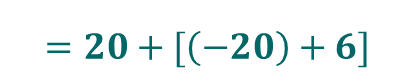 = 20 + [(−20) + 6]